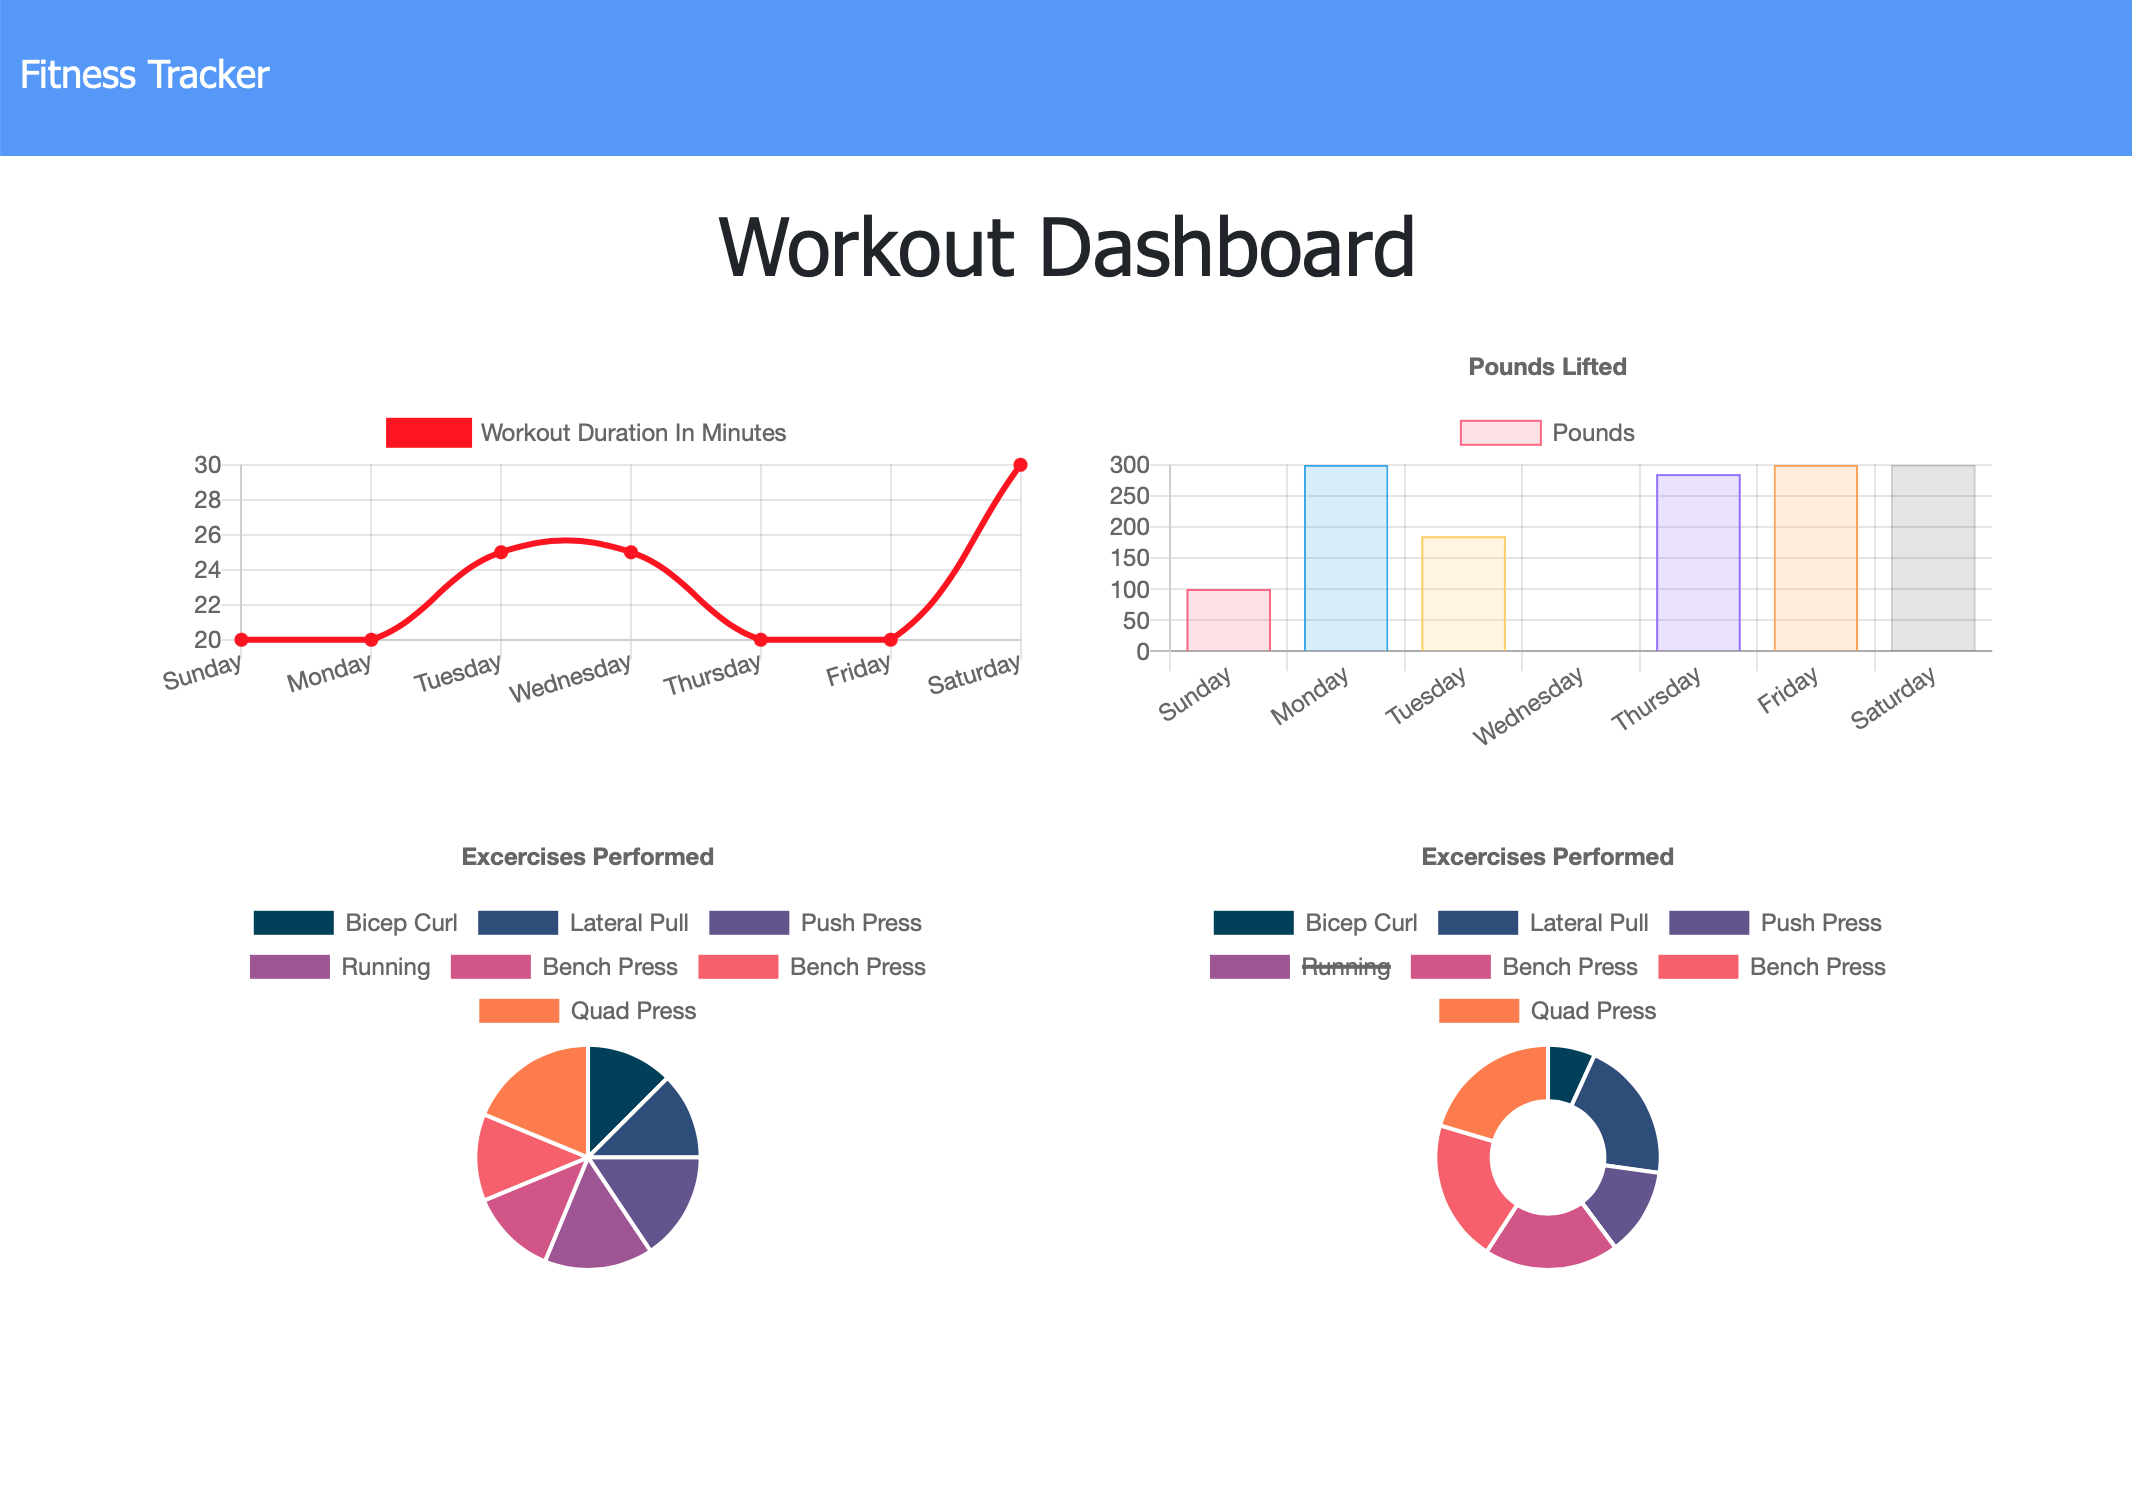 Fitness Tracker
Workout Dashboard
Workout Duration In Minutes
30
28
26
24
22
20
Sunday Monday Tuesday Wednesday Thursday Friday Saturday
Pounds Lifted
Pounds
300
250
200
150
100
50
0
Sunday Monday Tuesday Wednesday Thursday Friday Saturday
Excercises Performed
Bicep Curl Lateral Pull Push Press
Running Bench Press Bench Press
Quad Press
Excercises Performed
Bicep Curl Lateral Pull Push Press
Running Bench Press Bench Press
Quad Press